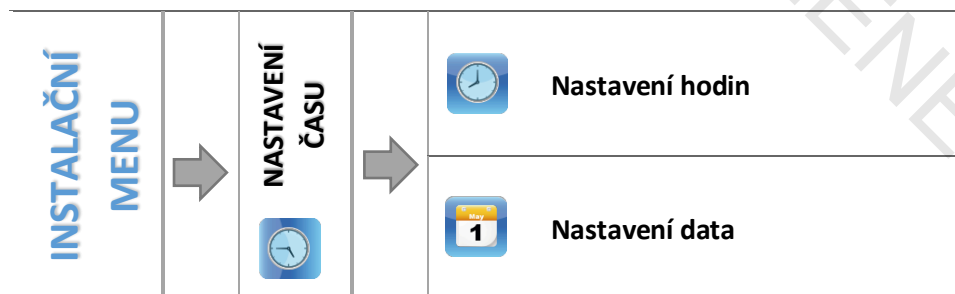 INSTALAČNÍ
MENU
NASTAVENÍ
ČASU
Nastavení hodin
May
1
Nastavení data